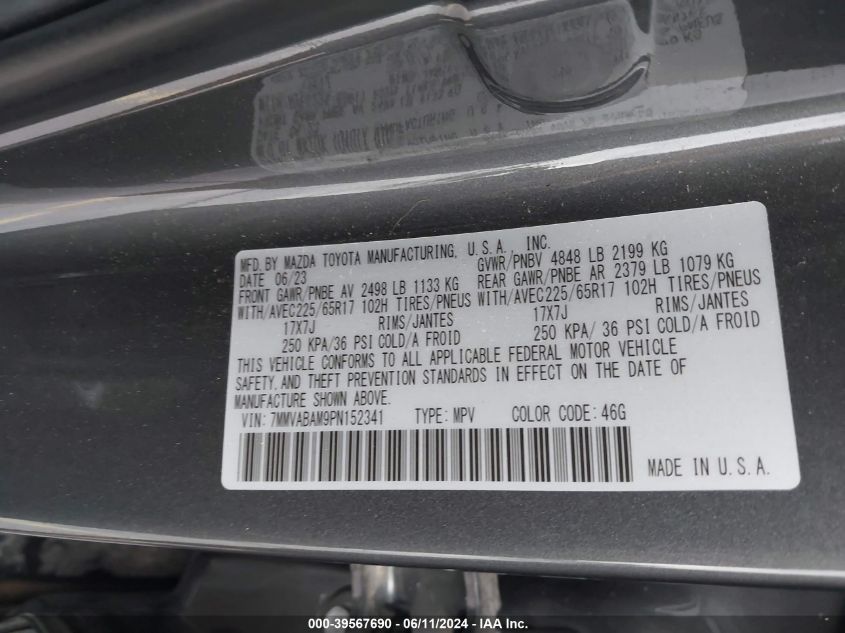 MFD. BY MAZDA TOYOTA MANUFACTURING, U.S.A., INC.
DATE 06/23 GVWR/PNBV 4848 LB 2199 KG
FRONT GAWR/PNBE AV 2498 LB 1133 KG REAR GAWR/PNBE AR 2379 LB 1079 KG
WITH/AVEC225/65R17 102H TIRES/PNEUS WITH/AVEC225/65R17 102H TIRES/PNEUS
17X7J RIMS/JANTES 17X7J RIMS/JANTES
250 KPA/36 PSI COLD/A FROID 250 KPA/ 36 PSI COLD/A FROID
THIS VEHICLE CONFORMS TO ALL APPLICABLE FEDERAL MOTOR VEHICLE
SAFETY, AND THEFT PREVENTION STANDARDS IN EFFECT ON THE DATE OF
MANUFACTURE SHOWN ABOVE.
VIN: 7MMVABAM9PN152341 TYPE: MPV COLOR CODE: 46G
MADE IN U.S.A.
000-39567690 - 06/11/2024 - IAA Inc.